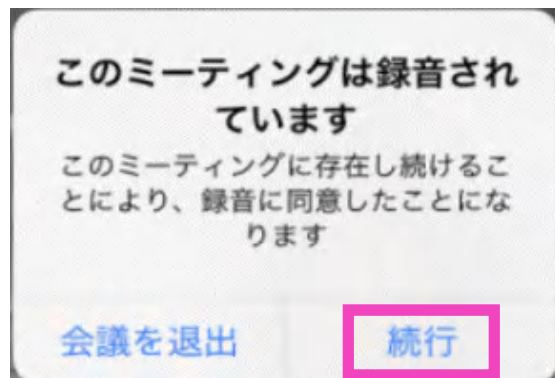 このミーティングは録音され
ています
このミーティングに存在し続けるこ
とにより、録音に同意したことにな
ります
会議を退出
続行